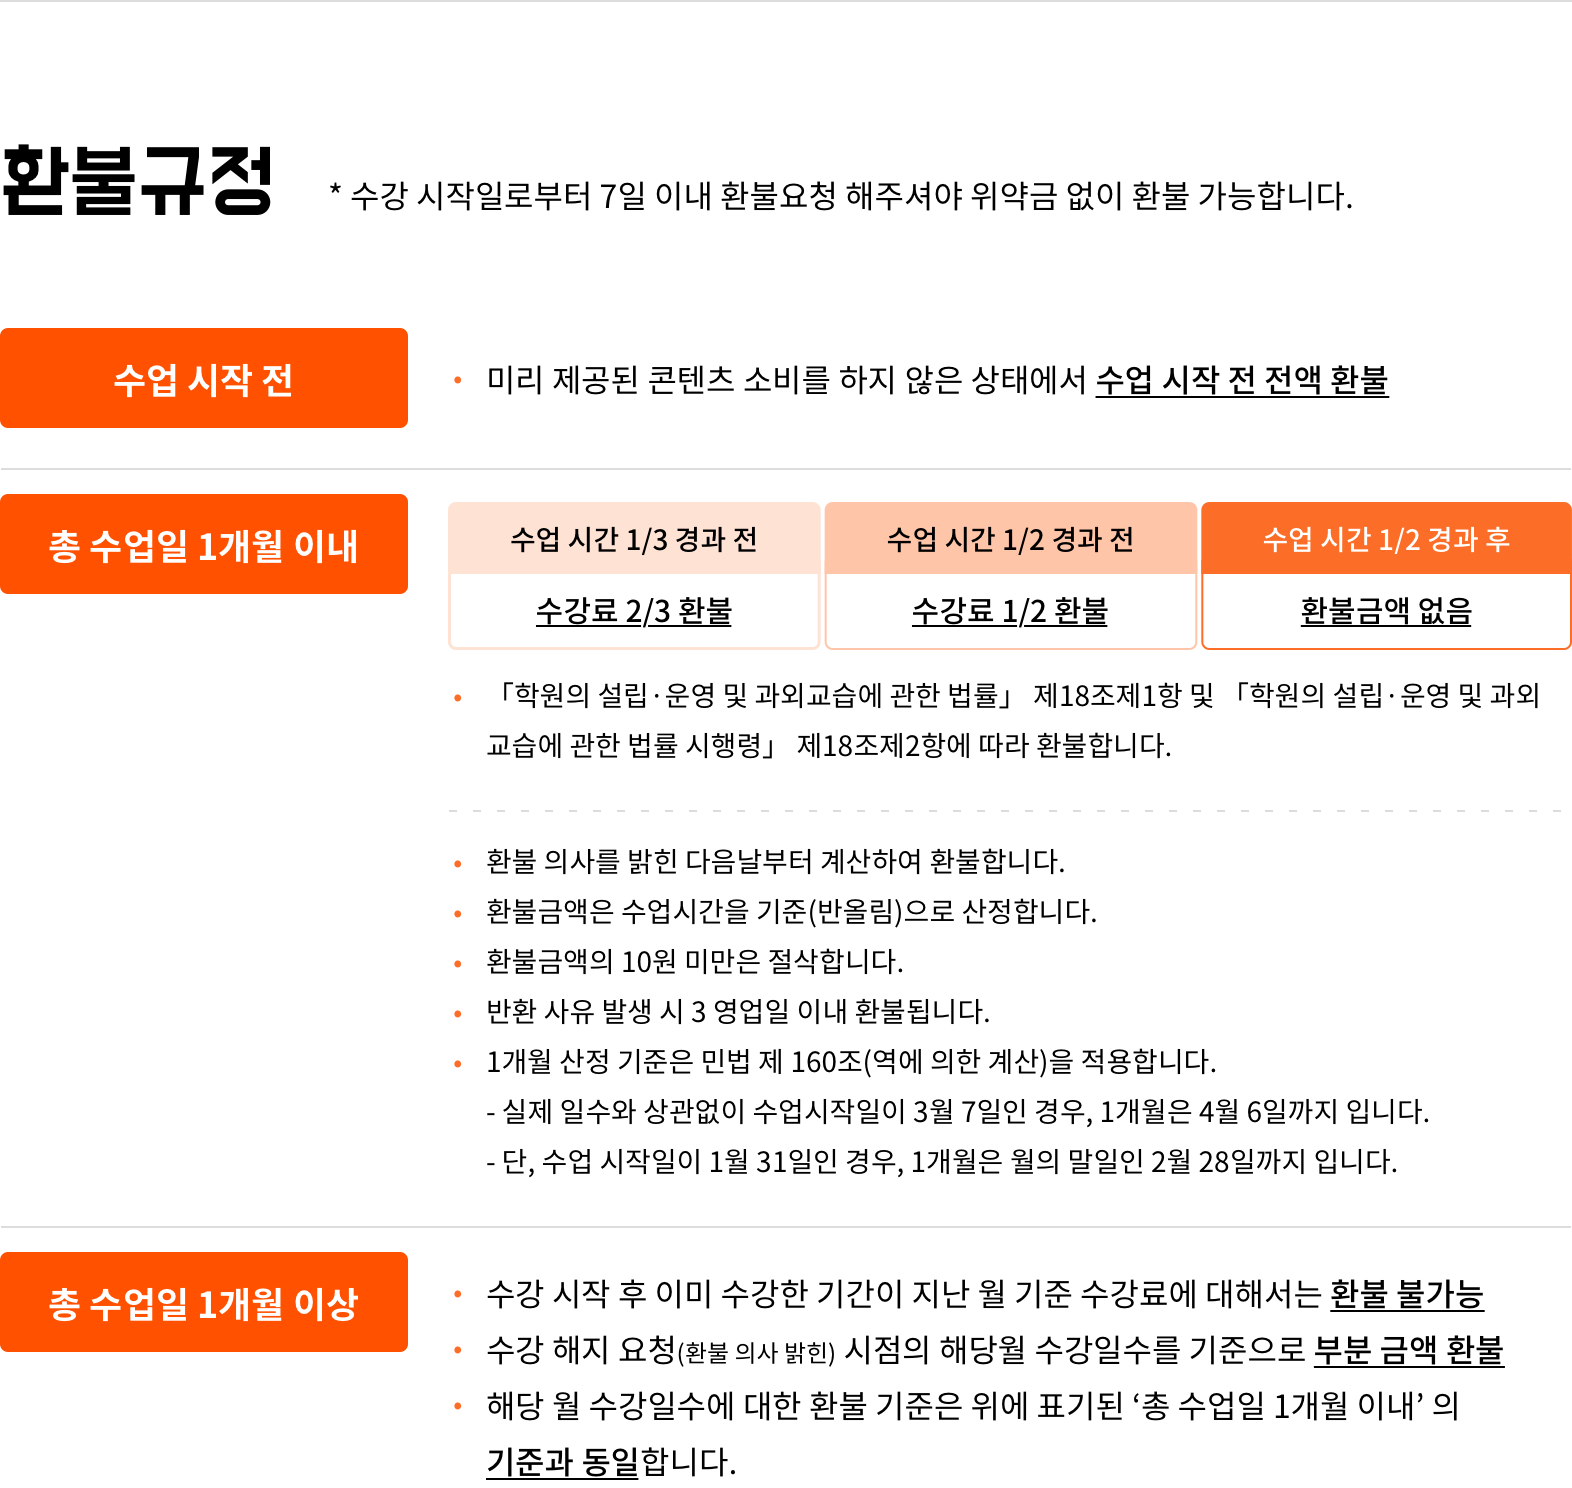 환불규정
* 수강 시작일로부터 7일 이내 환불요청 해주셔야 위약금 없이 환불 가능합니다.
수업 시작 전
• 미리 제공된 콘텐츠 소비를 하지 않은 상태에서 수업 시작 전 전액 환불
총 수업일 1개월 이내
수업 시간 1/3 경과 전
수강료 2/3 환불
수업 시간 1/2 경과 전
수강료 1/2 환불
수업 시간 1/2 경과 후
환불금액 없음
• 「학원의 설립·운영 및 과외교습에 관한 법률」 제18조제1항 및 「학원의 설립·운영 및 과외
교습에 관한 법률 시행령」 제18조제2항에 따라 환불합니다.
• 환불 의사를 밝힌 다음날부터 계산하여 환불합니다.
• 환불금액은 수업시간을 기준(반올림)으로 산정합니다.
• 환불금액의 10원 미만은 절삭합니다.
• 반환 사유 발생 시 3 영업일 이내 환불됩니다.
• 1개월 산정 기준은 민법 제 160조(역에 의한 계산)을 적용합니다.
- 실제 일수와 상관없이 수업시작일이 3월 7일인 경우, 1개월은 4월 6일까지 입니다.
- 단, 수업 시작일이 1월 31일인 경우, 1개월은 월의 말일인 2월 28일까지 입니다.
총 수업일 1개월 이상
• 수강 시작 후 이미 수강한 기간이 지난 월 기준 수강료에 대해서는 환불 불가능
• 수강 해지 요청(환불 의사 밝힌) 시점의 해당월 수강일수를 기준으로 부분 금액 환불
• 해당 월 수강일수에 대한 환불 기준은 위에 표기된 ‘총 수업일 1개월 이내’ 의
기준과 동일합니다.